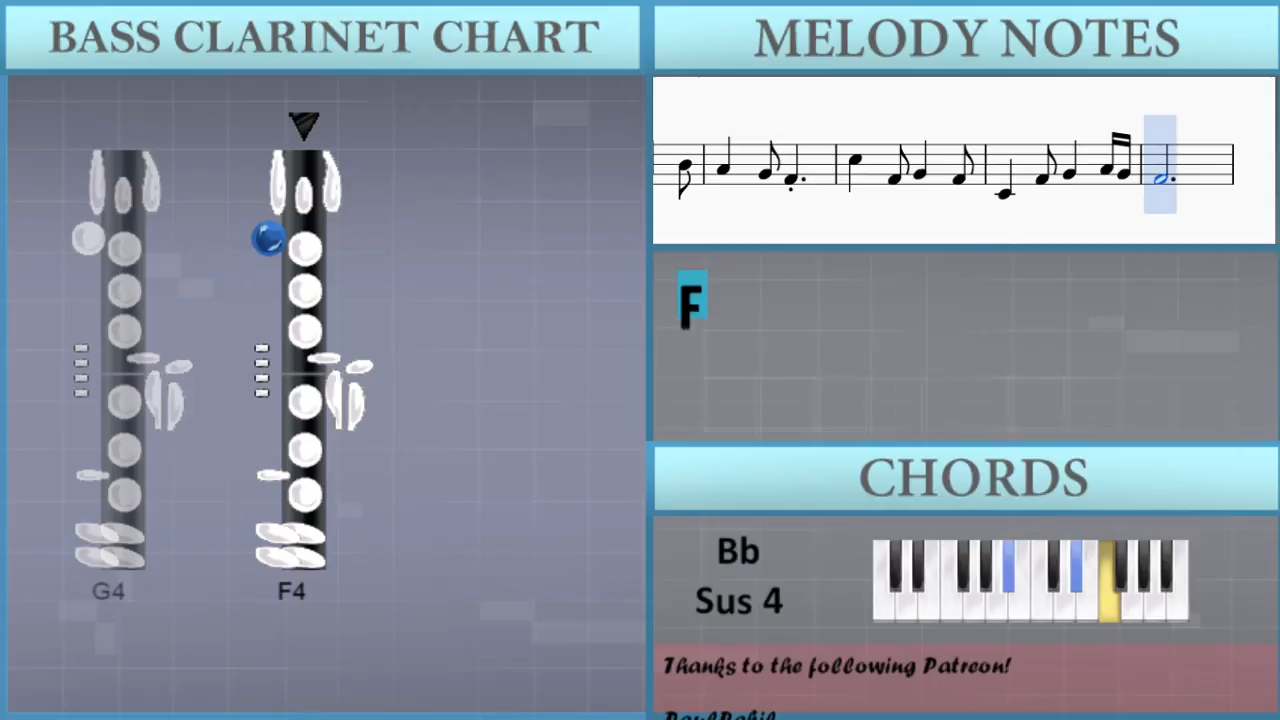 BASS CLARINET CHART
MELODY NOTES
F
G4
F4
CHORDS
Bb
Sus 4
Thanks to the following Patreon!